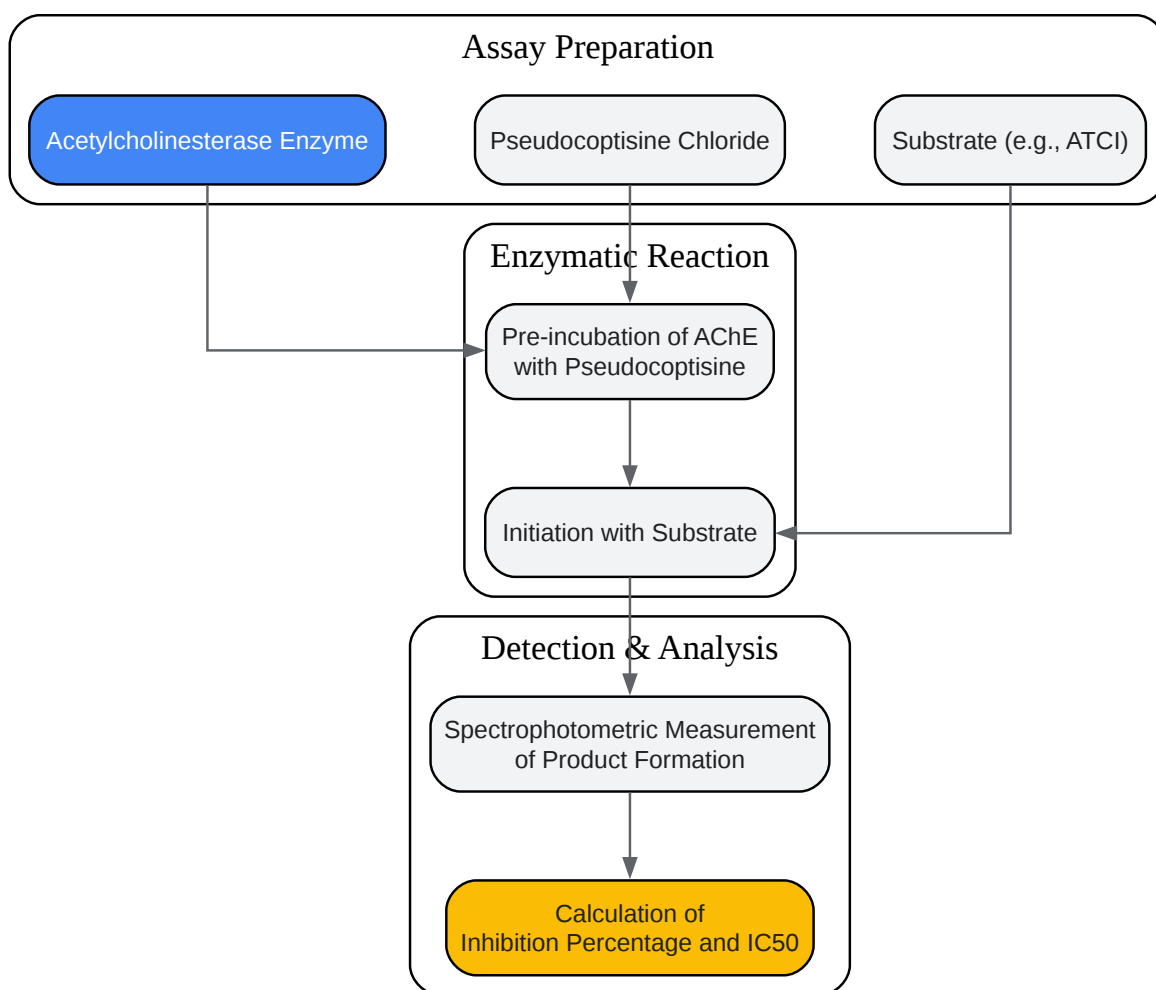 Assay Preparation
Acetylcholinesterase Enzyme
Pseudocoptisine Chloride
Substrate (e.g., ATCI)
Enzymatic Reaction
Pre-incubation of AChE
with Pseudocoptisine
Initiation with Substrate
Detection & Analysis
Spectrophotometric Measurement
of Product Formation
Calculation of
Inhibition Percentage and IC50